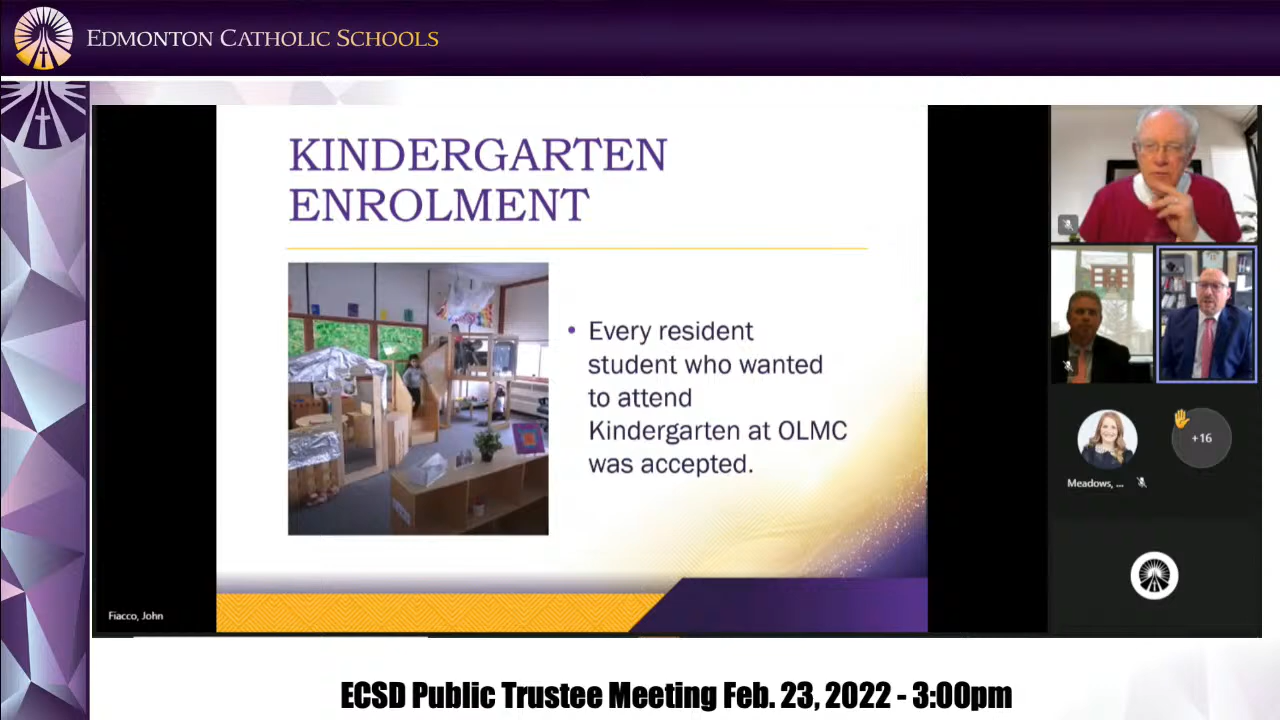 EDMONTON CATHOLIC SCHOOLS
KINDERGARTEN
ENROLMENT
• Every resident
student who wanted
to attend
Kindergarten at OLMC
was accepted.
+16
Meadows, ...
Fiacco, John
ECSD Public Trustee Meeting Feb. 23, 2022 - 3:00pm